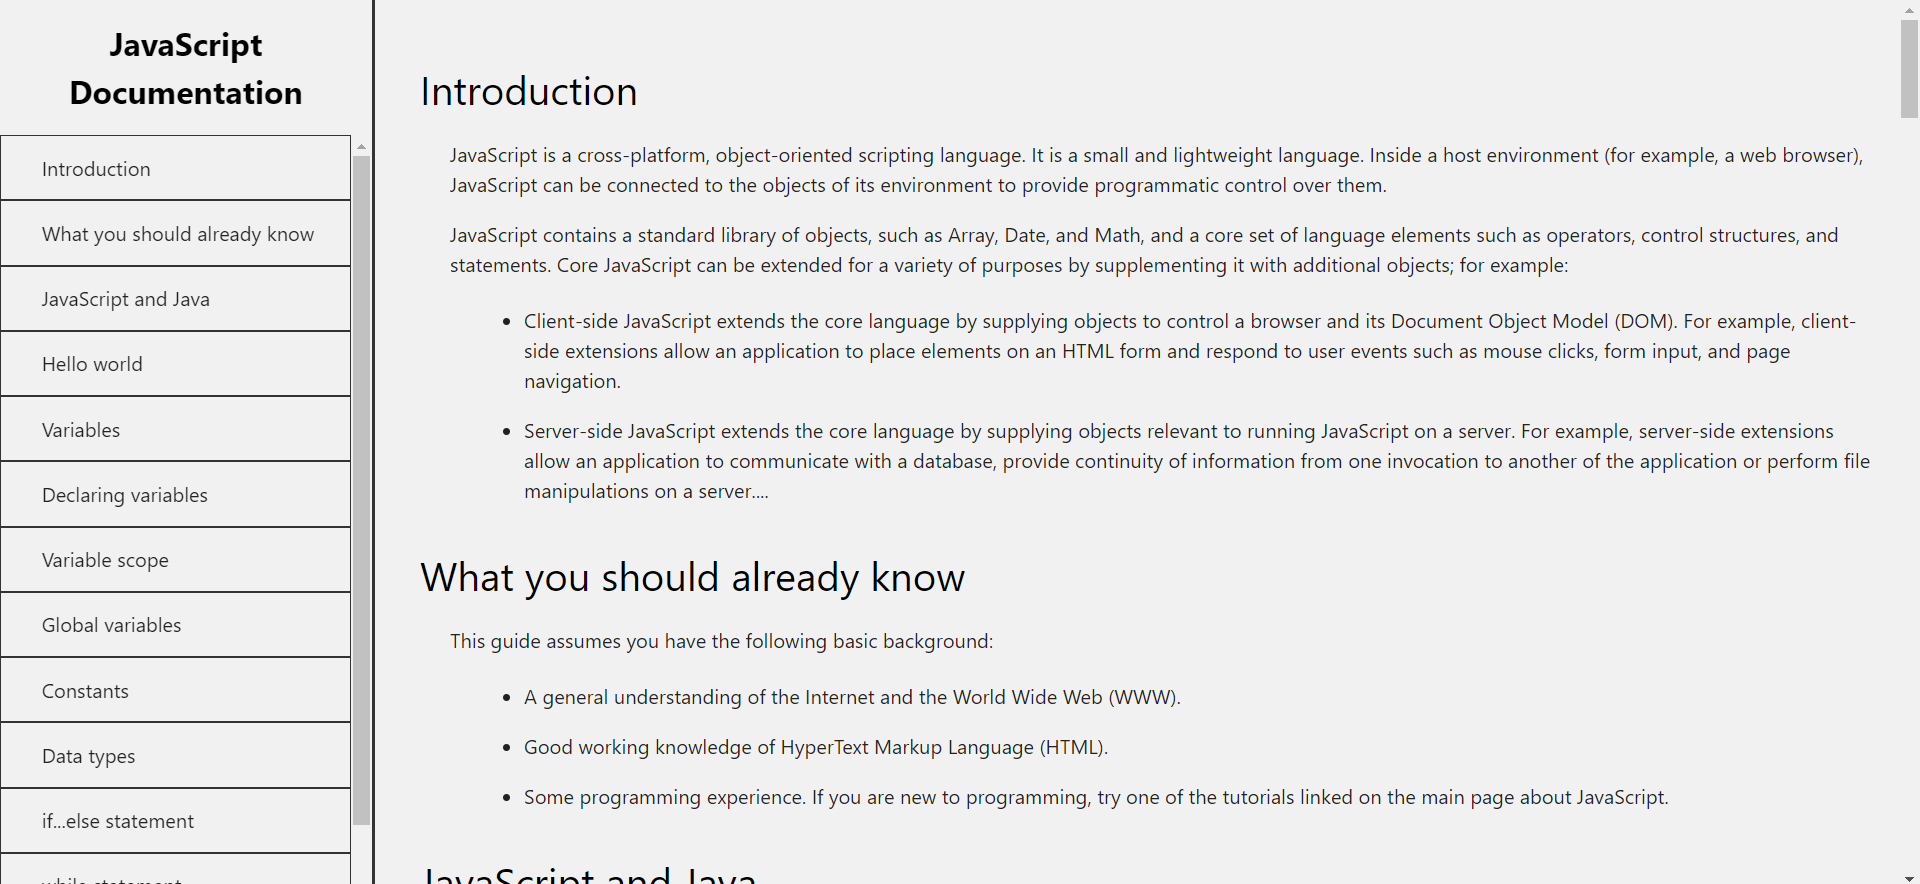 JavaScript
Documentation
Introduction
What you should already know
JavaScript and Java
Hello world
Variables
Declaring variables
Variable scope
Global variables
Constants
Data types
if...else statement
while statement
Introduction
JavaScript is a cross-platform, object-oriented scripting language. It is a small and lightweight language. Inside a host environment (for example, a web browser),
JavaScript can be connected to the objects of its environment to provide programmatic control over them.
JavaScript contains a standard library of objects, such as Array, Date, and Math, and a core set of language elements such as operators, control structures, and
statements. Core JavaScript can be extended for a variety of purposes by supplementing it with additional objects; for example:
• Client-side JavaScript extends the core language by supplying objects to control a browser and its Document Object Model (DOM). For example, client-
side extensions allow an application to place elements on an HTML form and respond to user events such as mouse clicks, form input, and page
navigation.
• Server-side JavaScript extends the core language by supplying objects relevant to running JavaScript on a server. For example, server-side extensions
allow an application to communicate with a database, provide continuity of information from one invocation to another of the application or perform file
manipulations on a server....
What you should already know
This guide assumes you have the following basic background:
• A general understanding of the Internet and the World Wide Web (WWW).
• Good working knowledge of HyperText Markup Language (HTML).
• Some programming experience. If you are new to programming, try one of the tutorials linked on the main page about JavaScript.
JavaScript and Java